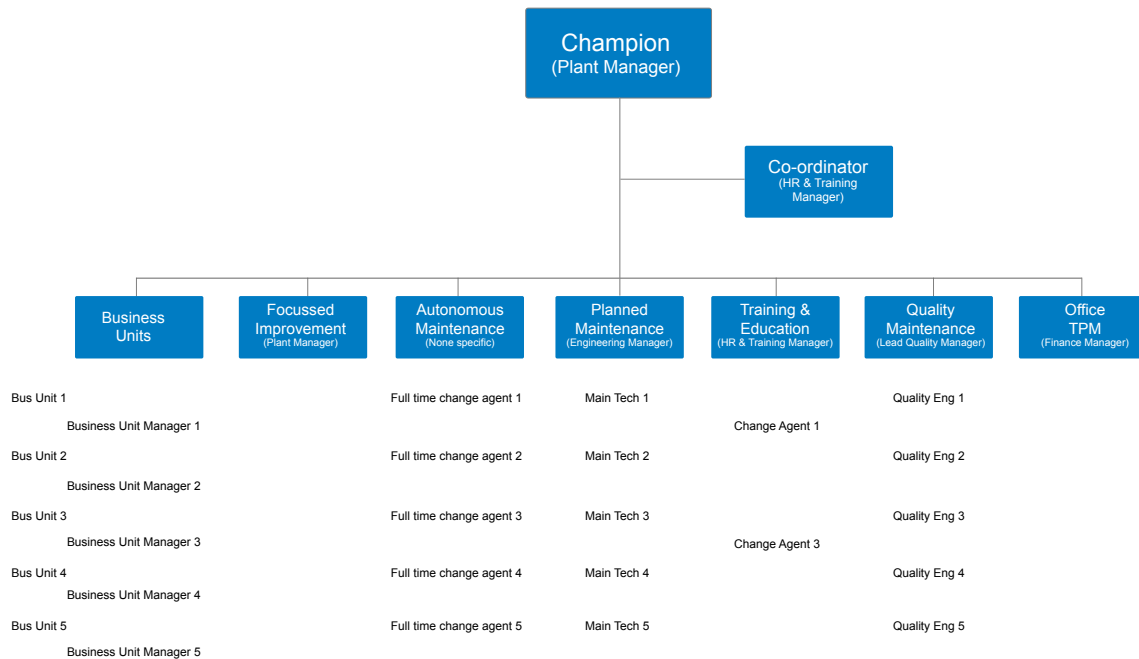 Champion
(Plant Manager)
Co-ordinator
(HR & Training
Manager)
Business
Units
Focussed
Improvement
(Plant Manager)
Autonomous
Maintenance
(None specific)
Planned
Maintenance
(Engineering Manager)
Training &
Education
(HR & Training Manager)
Quality
Maintenance
(Lead Quality Manager)
Office
TPM
(Finance Manager)
Bus Unit 1
Full time change agent 1
Main Tech 1
Quality Eng 1
Business Unit Manager 1
Change Agent 1
Bus Unit 2
Full time change agent 2
Main Tech 2
Quality Eng 2
Business Unit Manager 2
Bus Unit 3
Full time change agent 3
Main Tech 3
Quality Eng 3
Business Unit Manager 3
Change Agent 3
Bus Unit 4
Full time change agent 4
Main Tech 4
Quality Eng 4
Business Unit Manager 4
Bus Unit 5
Full time change agent 5
Main Tech 5
Quality Eng 5
Business Unit Manager 5